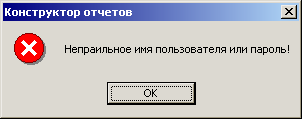 Конструктор отчетов
Непраильное имя пользователя или пароль!
OK